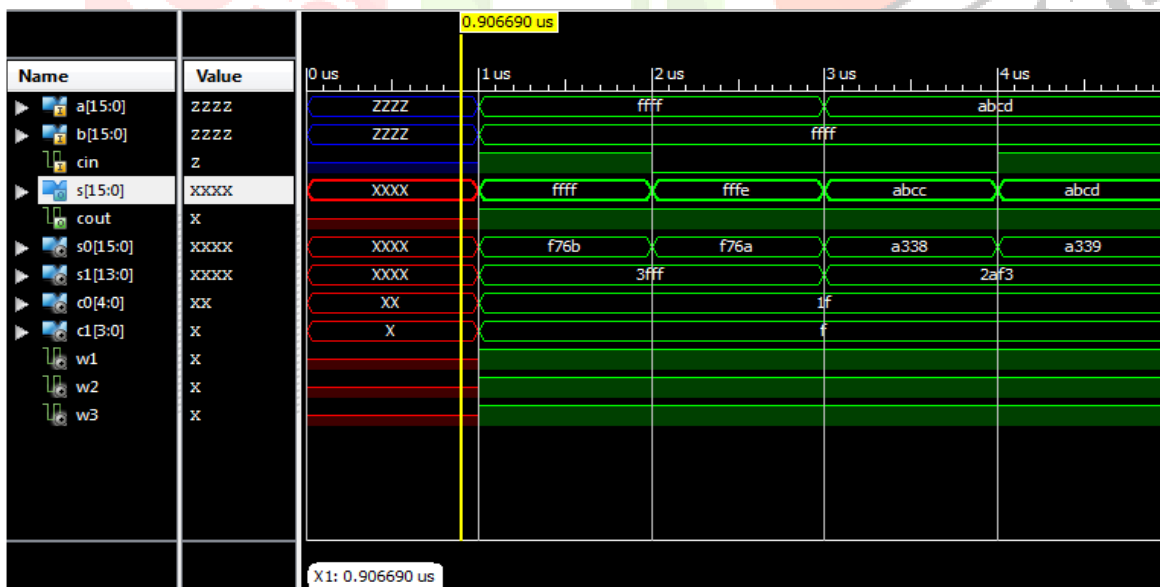 0.906690 us
Name Value 0 us 1 us 2 us 3 us 4 us
a[15:0] zzzz ZZZZ ffff abcd
b[15:0] zzzz ZZZZ ffff
cin z
s[15:0] xxxx XXXX ffff fffe abcc abcd
cout x
s0[15:0] xxxx XXXX f76b f76a a338 a339
s1[13:0] xxxx XXXX 3fff 2af3
c0[4:0] xx XX 1f
c1[3:0] x X f
w1 x
w2 x
w3 x
X1: 0.906690 us